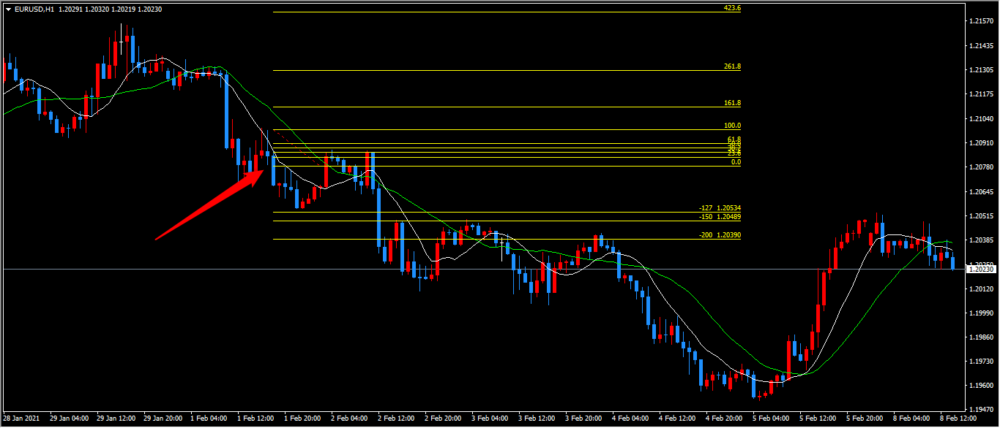 EURUSD,H1 1.20291 1.20320 1.20219 1.20230
423.6
261.8
161.8
100.0
61.8
23.6
0.0
-127 1.20534
-150 1.20489
-200 1.20390
1.21570
1.21435
1.21305
1.21175
1.21040
1.20910
1.20780
1.20645
1.20515
1.20385
1.20230
1.20120
1.19990
1.19860
1.19730
1.19600
1.19470
28 Jan 2021
29 Jan 04:00
29 Jan 12:00
29 Jan 20:00
1 Feb 04:00
1 Feb 12:00
1 Feb 20:00
2 Feb 04:00
2 Feb 12:00
2 Feb 20:00
3 Feb 04:00
3 Feb 12:00
3 Feb 20:00
4 Feb 04:00
4 Feb 12:00
4 Feb 20:00
5 Feb 04:00
5 Feb 12:00
5 Feb 20:00
8 Feb 04:00
8 Feb 12:00